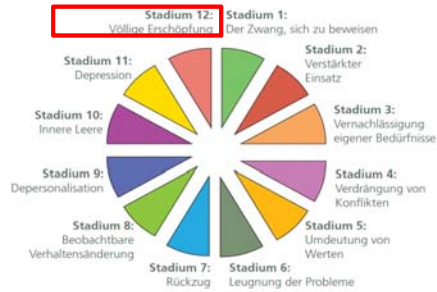 Stadium 12:
Völlige Erschöpfung
Stadium 1:
Der Zwang, sich zu beweisen
Stadium 2:
Verstärkter
Einsatz
Stadium 3:
Vernachlässigung
eigener Bedürfnisse
Stadium 4:
Verdrängung von
Konflikten
Stadium 5:
Umdeutung von
Werten
Stadium 6:
Leugnung der Probleme
Stadium 7:
Rückzug
Stadium 8:
Beobachtbare
Verhaltensänderung
Stadium 9:
Depersonalisation
Stadium 10:
Innere Leere
Stadium 11:
Depression